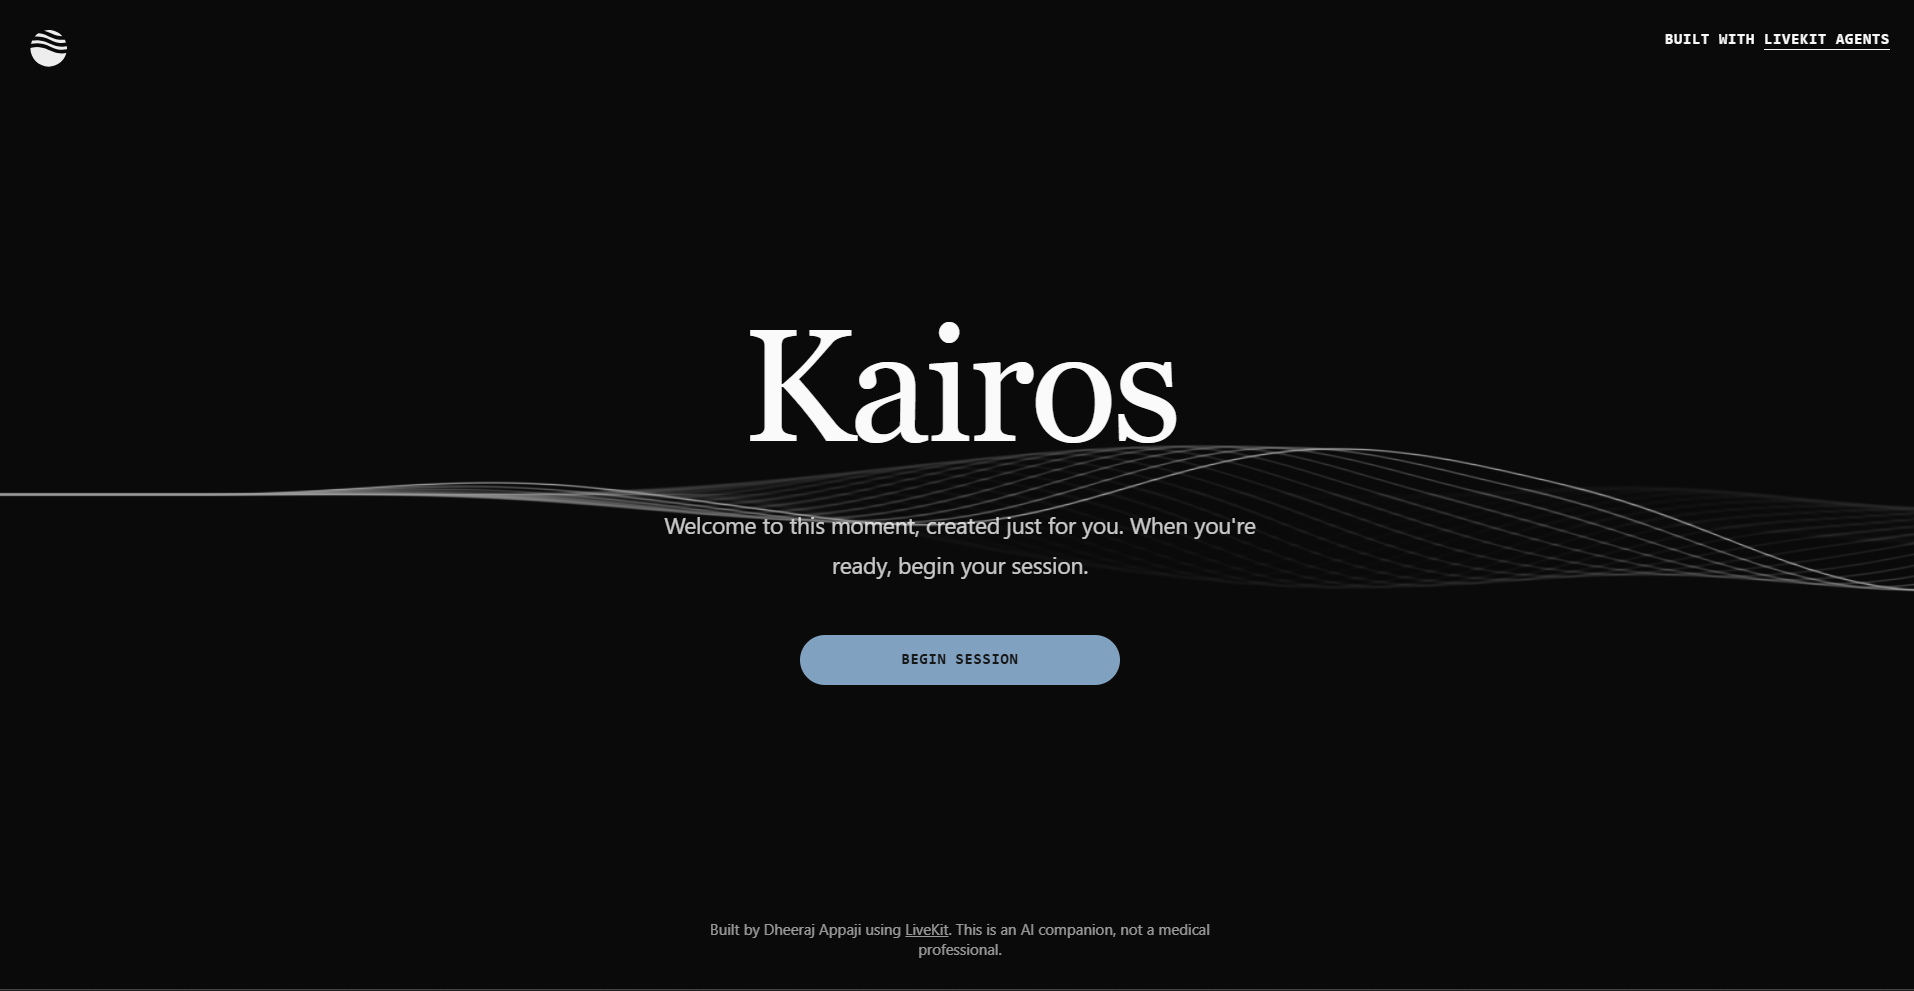 BUILT WITH LIVEKIT AGENTS
Kairos
Welcome to this moment, created just for you. When you're
ready, begin your session.
BEGIN SESSION
Built by Dheeraj Appaji using LiveKit. This is an AI companion, not a medical
professional.